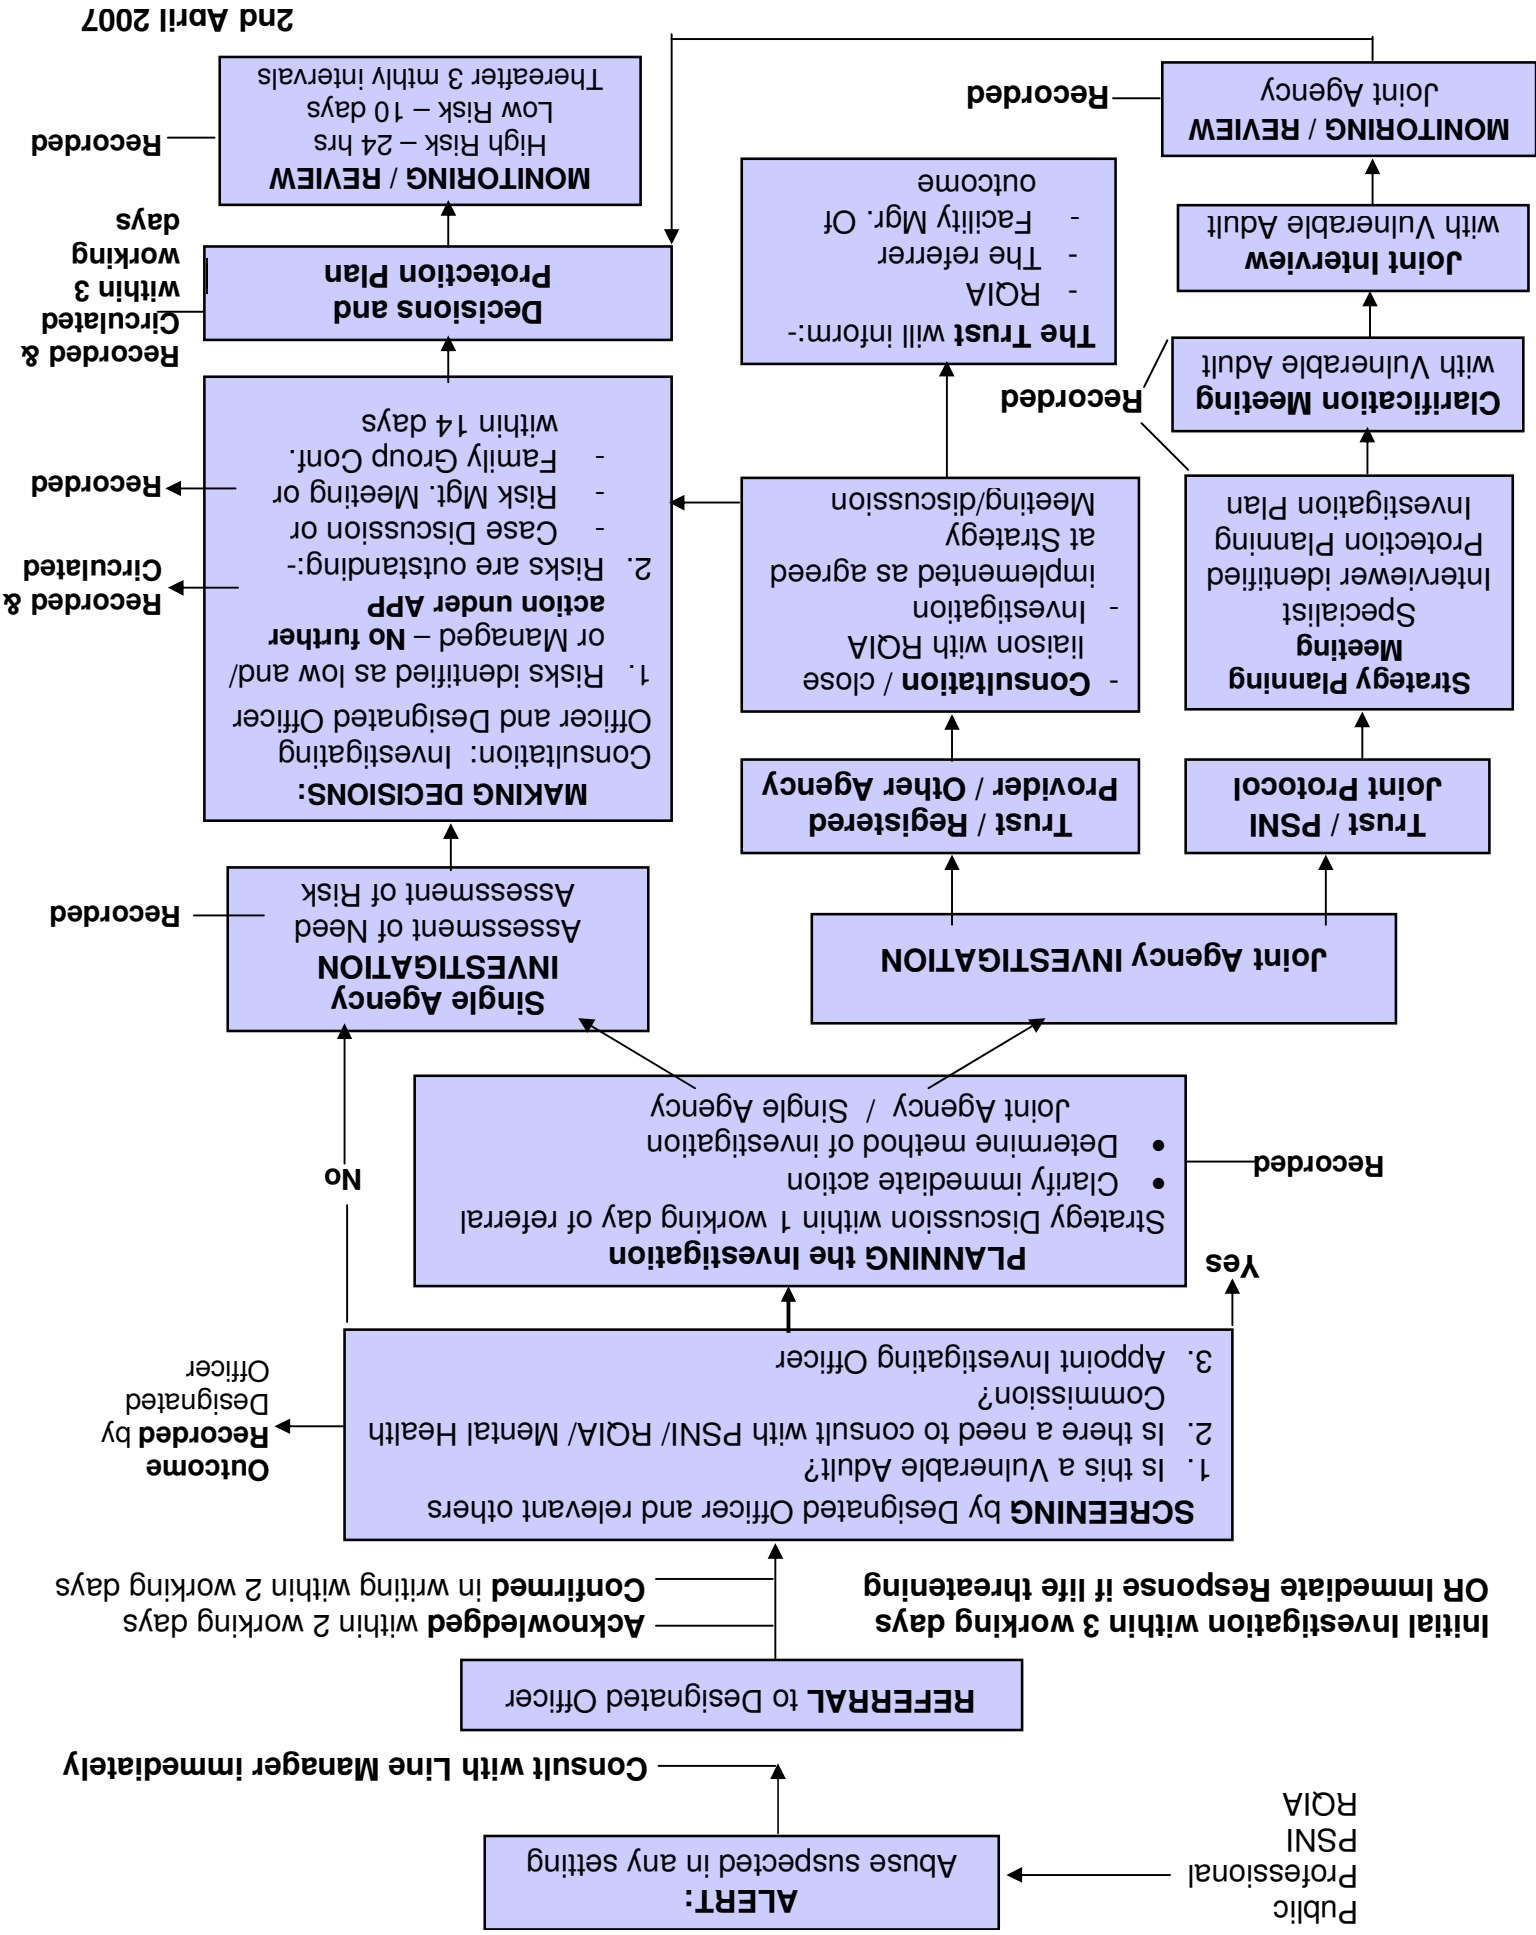 Public
Professional
PSNI
RQIA
ALERT:
Abuse suspected in any setting
Consult with Line Manager immediately
REFERRAL to Designated Officer
Initial Investigation within 3 working days
OR Immediate Response if life threatening
Acknowledged within 2 working days
Confirmed in writing within 2 working days
SCREENING by Designated Officer and relevant others
1. Is this a Vulnerable Adult?
2. Is there a need to consult with PSNI/ RQIA/ Mental Health
Commission?
3. Appoint Investigating Officer
Outcome
Recorded by
Designated
Officer
Yes
No
PLANNING the Investigation
Strategy Discussion within 1 working day of referral
• Clarify immediate action
• Determine method of investigation
Joint Agency / Single Agency
Recorded
Joint Agency INVESTIGATION
Single Agency
INVESTIGATION
Assessment of Need
Assessment of Risk
Recorded
Trust / PSNI
Joint Protocol
Trust / Registered
Provider / Other Agency
MAKING DECISIONS:
Consultation: Investigating
Officer and Designated Officer
1. Risks identified as low and/
or Managed – No further
action under APP
2. Risks are outstanding:-
- Case Discussion or
- Risk Mgt. Meeting or
- Family Group Conf.
within 14 days
Recorded &
Circulated
Recorded
Strategy Planning
Meeting
Specialist
Interviewer identified
Protection Planning
Investigation Plan
- Consultation / close
liaison with RQIA
- Investigation
implemented as agreed
at Strategy
Meeting/discussion
Recorded
Clarification Meeting
with Vulnerable Adult
The Trust will inform:-
- RQIA
- The referrer
- Facility Mgr. Of
outcome
Decisions and
Protection Plan
Recorded &
Circulated
within 3
working
days
Joint Interview
with Vulnerable Adult
MONITORING / REVIEW
Joint Agency
Recorded
MONITORING / REVIEW
High Risk – 24 hrs
Low Risk – 10 days
Thereafter 3 mthly intervals
Recorded
2nd April 2007